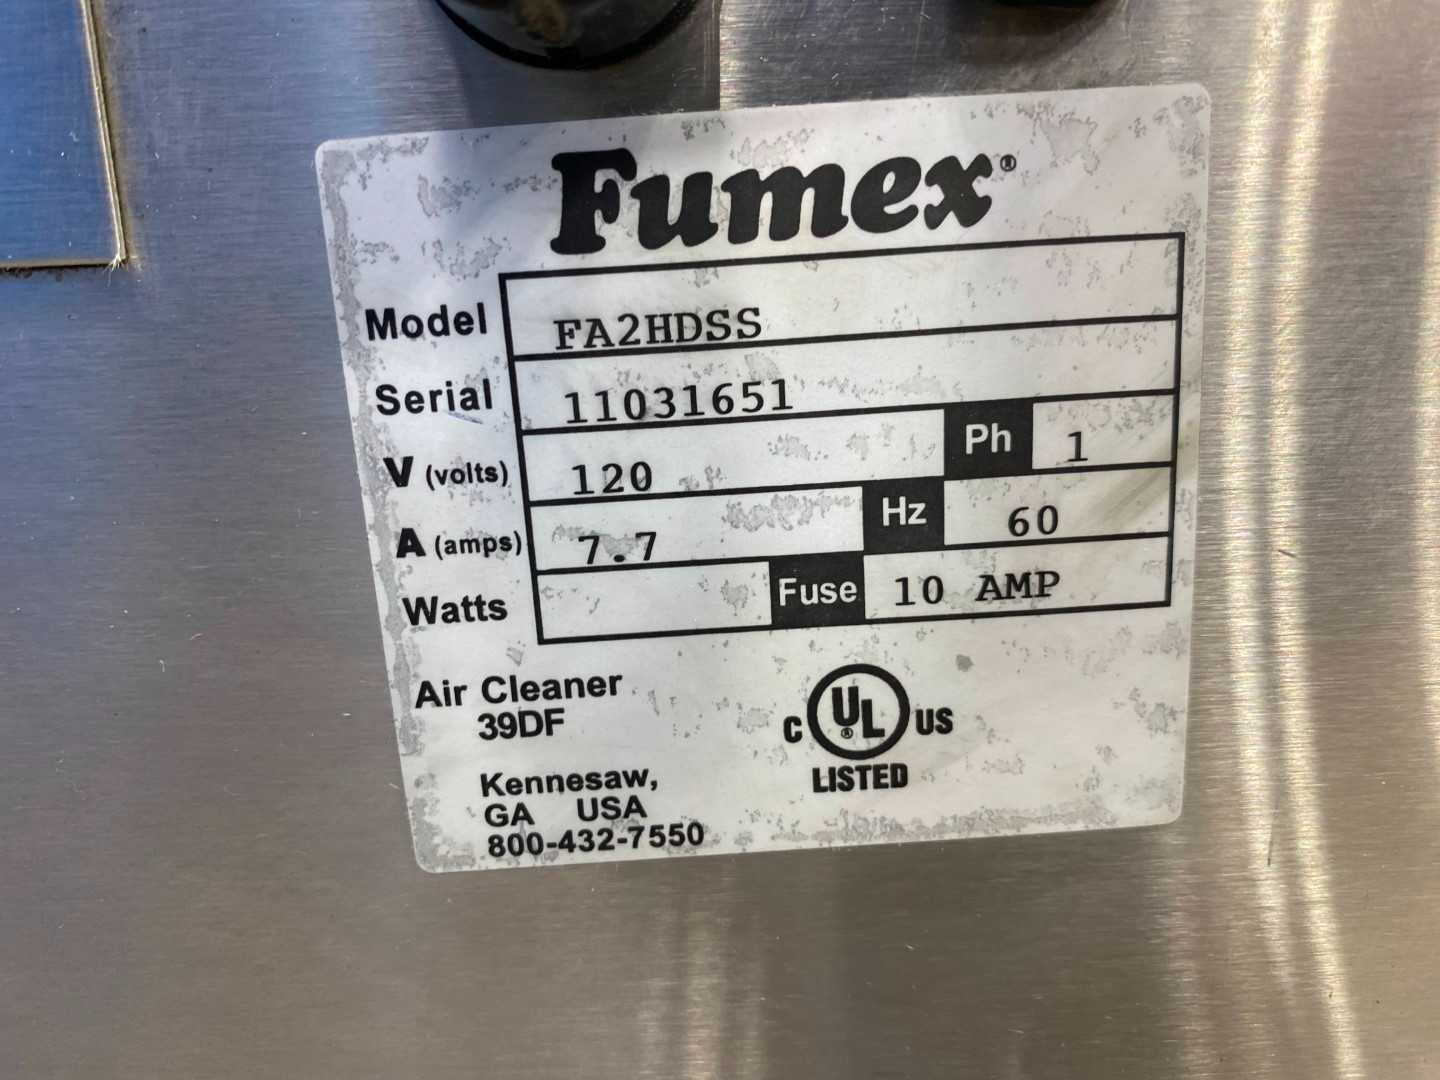 Fumex®
Model FA2HDSS
Serial 11031651
V (volts) 120 Ph 1
A (amps) 7.7 Hz 60
Watts Fuse 10 AMP
Air Cleaner
39DF
C UL® US
LISTED
Kennesaw,
GA USA
800-432-7550